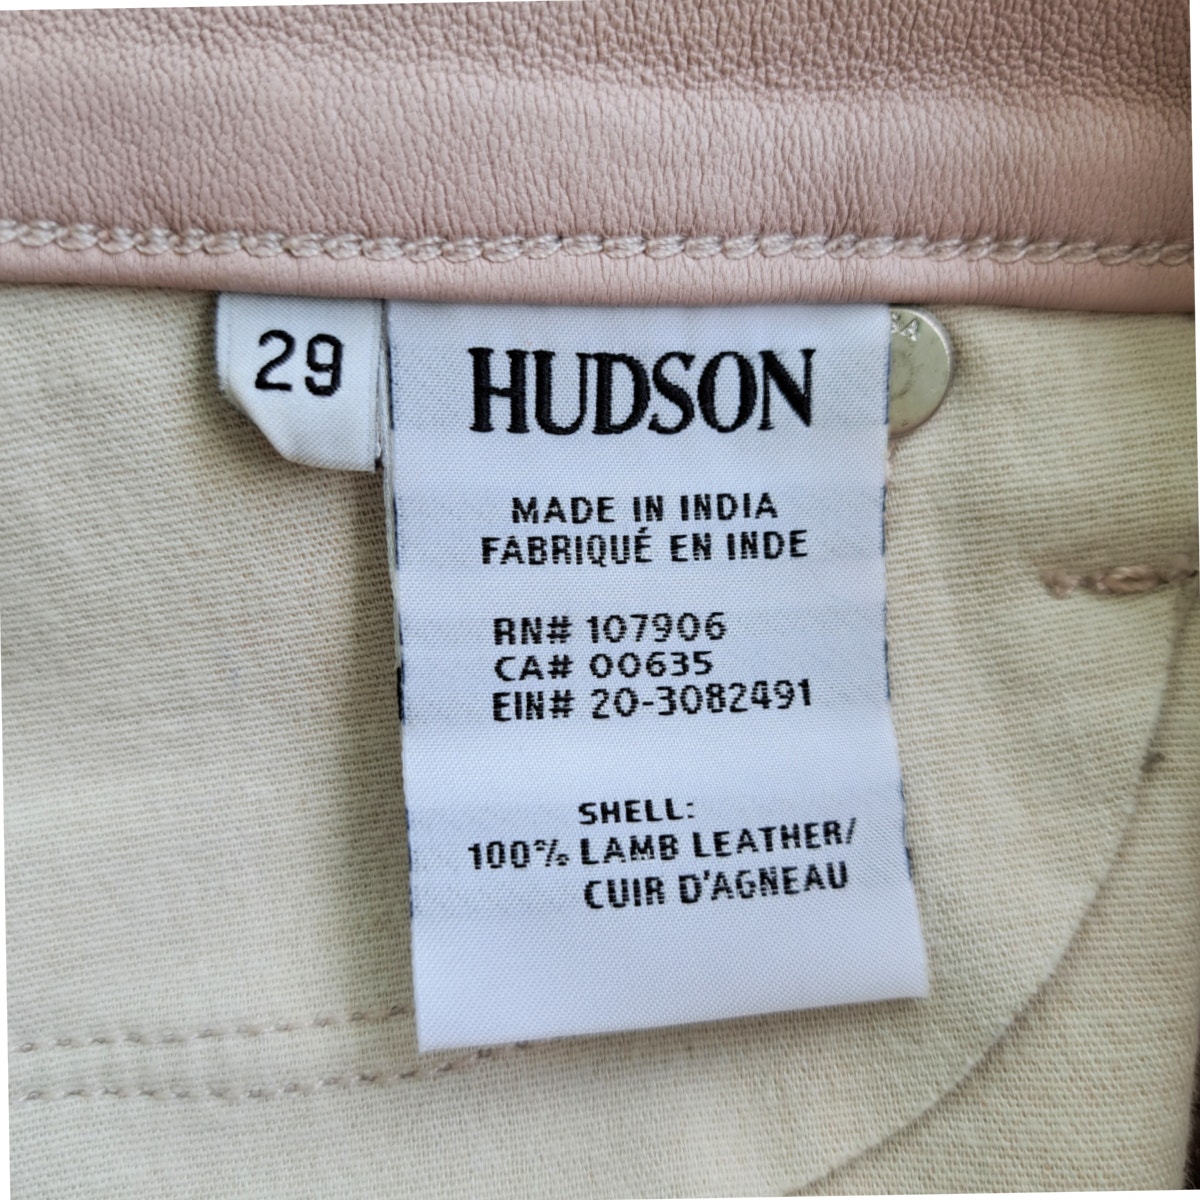 29
HUDSON
MADE IN INDIA
FABRIQUÉ EN INDE
RN# 107906
CA# 00635
EIN# 20-3082491
SHELL:
100% LAMB LEATHER/
CUIR D'AGNEAU